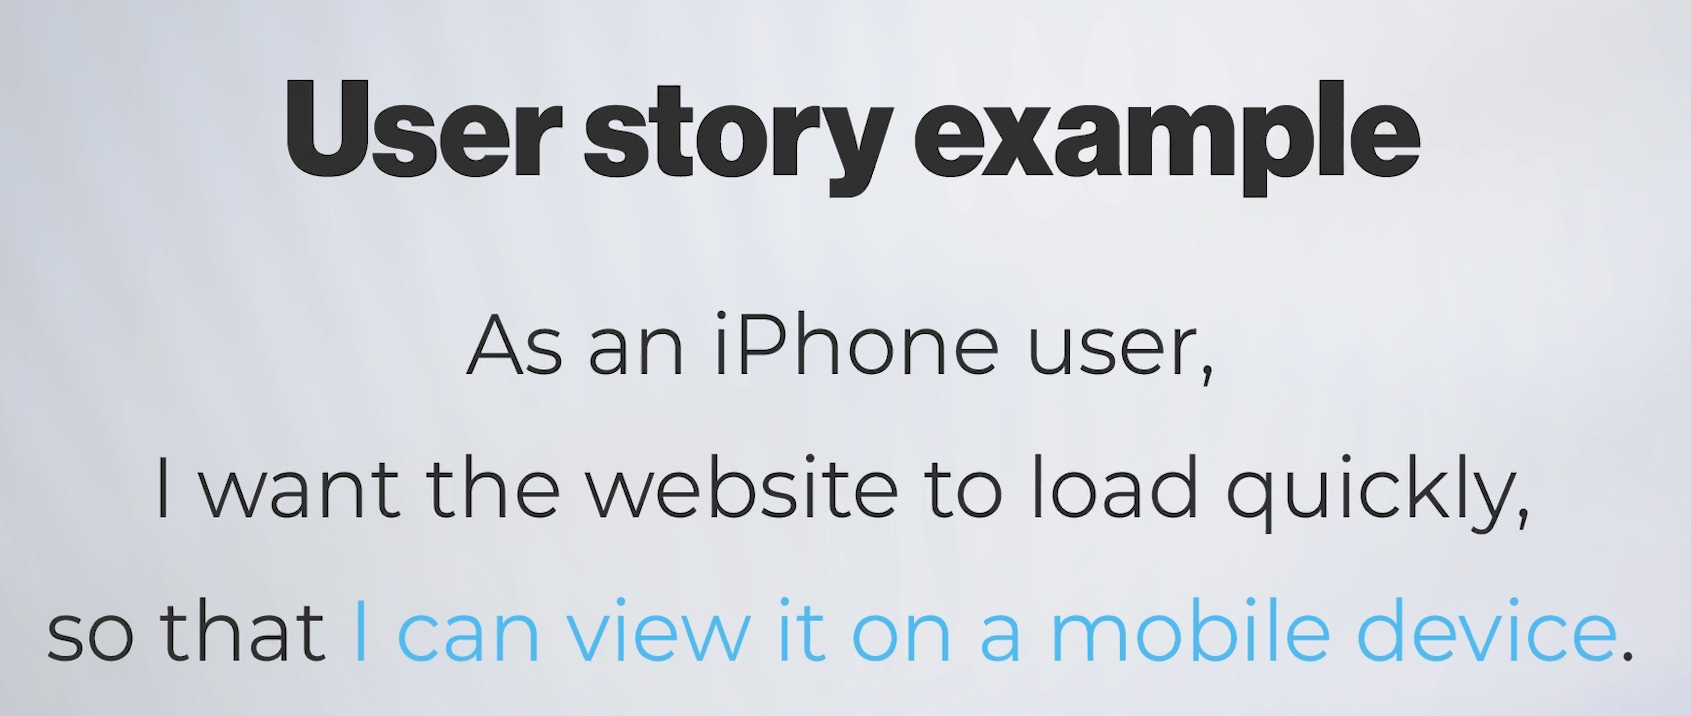 User story example
As an iPhone user,
I want the website to load quickly,
so that I can view it on a mobile device.